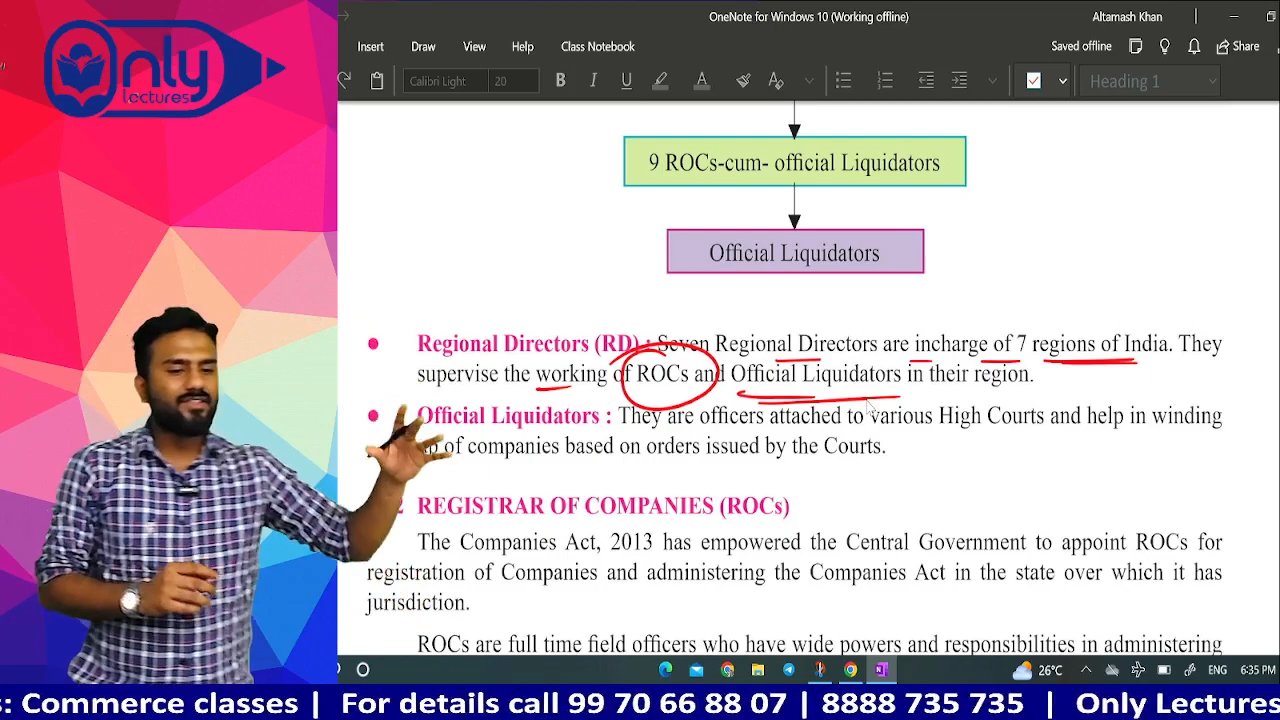 OneNote for Windows 10 (Working offline)
Altamash Khan
Insert
Draw
View
Help
Class Notebook
Saved offline
Share
Calibri Light
20
B
I
U
A
Heading 1
Only
lectures
9 ROCs-cum- official Liquidators
Official Liquidators
Regional Directors (RD) : Seven Regional Directors are incharge of 7 regions of India. They
supervise the working of ROCs and Official Liquidators in their region.
Official Liquidators : They are officers attached to various High Courts and help in winding
of companies based on orders issued by the Courts.
REGISTRAR OF COMPANIES (ROCs)
The Companies Act, 2013 has empowered the Central Government to appoint ROCs for
registration of Companies and administering the Companies Act in the state over which it has
jurisdiction.
ROCs are full time field officers who have wide powers and responsibilities in administering
26°C
ENG
6:35 PM
s: Commerce classes | For details call 99 70 66 88 07 | 8888 735 735 | Only Lectures